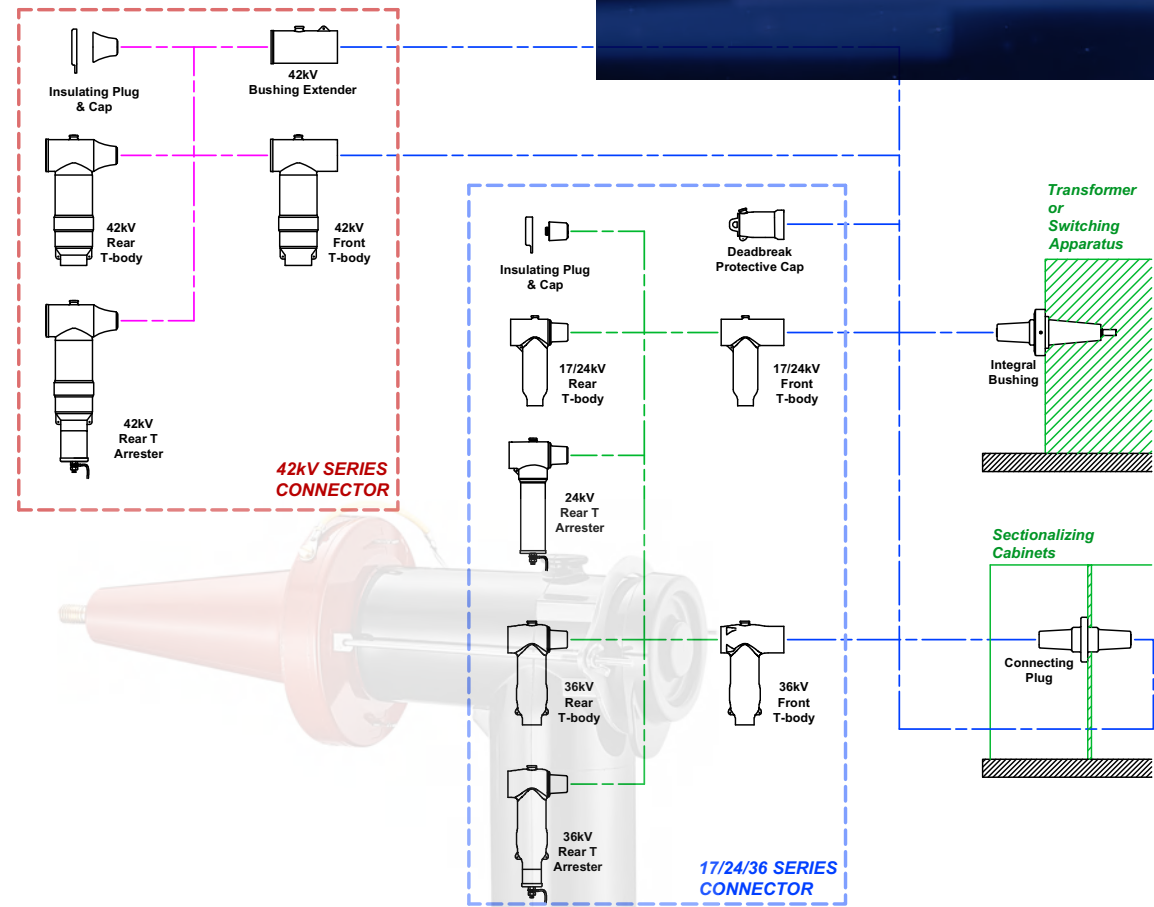 Insulating Plug
& Cap
42kV
Bushing Extender
42kV
Rear
T-body
42kV
Front
T-body
42kV
Rear T
Arrester
42kV SERIES
CONNECTOR
Insulating Plug
& Cap
Deadbreak
Protective Cap
17/24kV
Rear
T-body
17/24kV
Front
T-body
24kV
Rear T
Arrester
36kV
Rear
T-body
36kV
Front
T-body
36kV
Rear T
Arrester
17/24/36 SERIES
CONNECTOR
Transformer
or
Switching
Apparatus
Integral
Bushing
Sectionalizing
Cabinets
Connecting
Plug